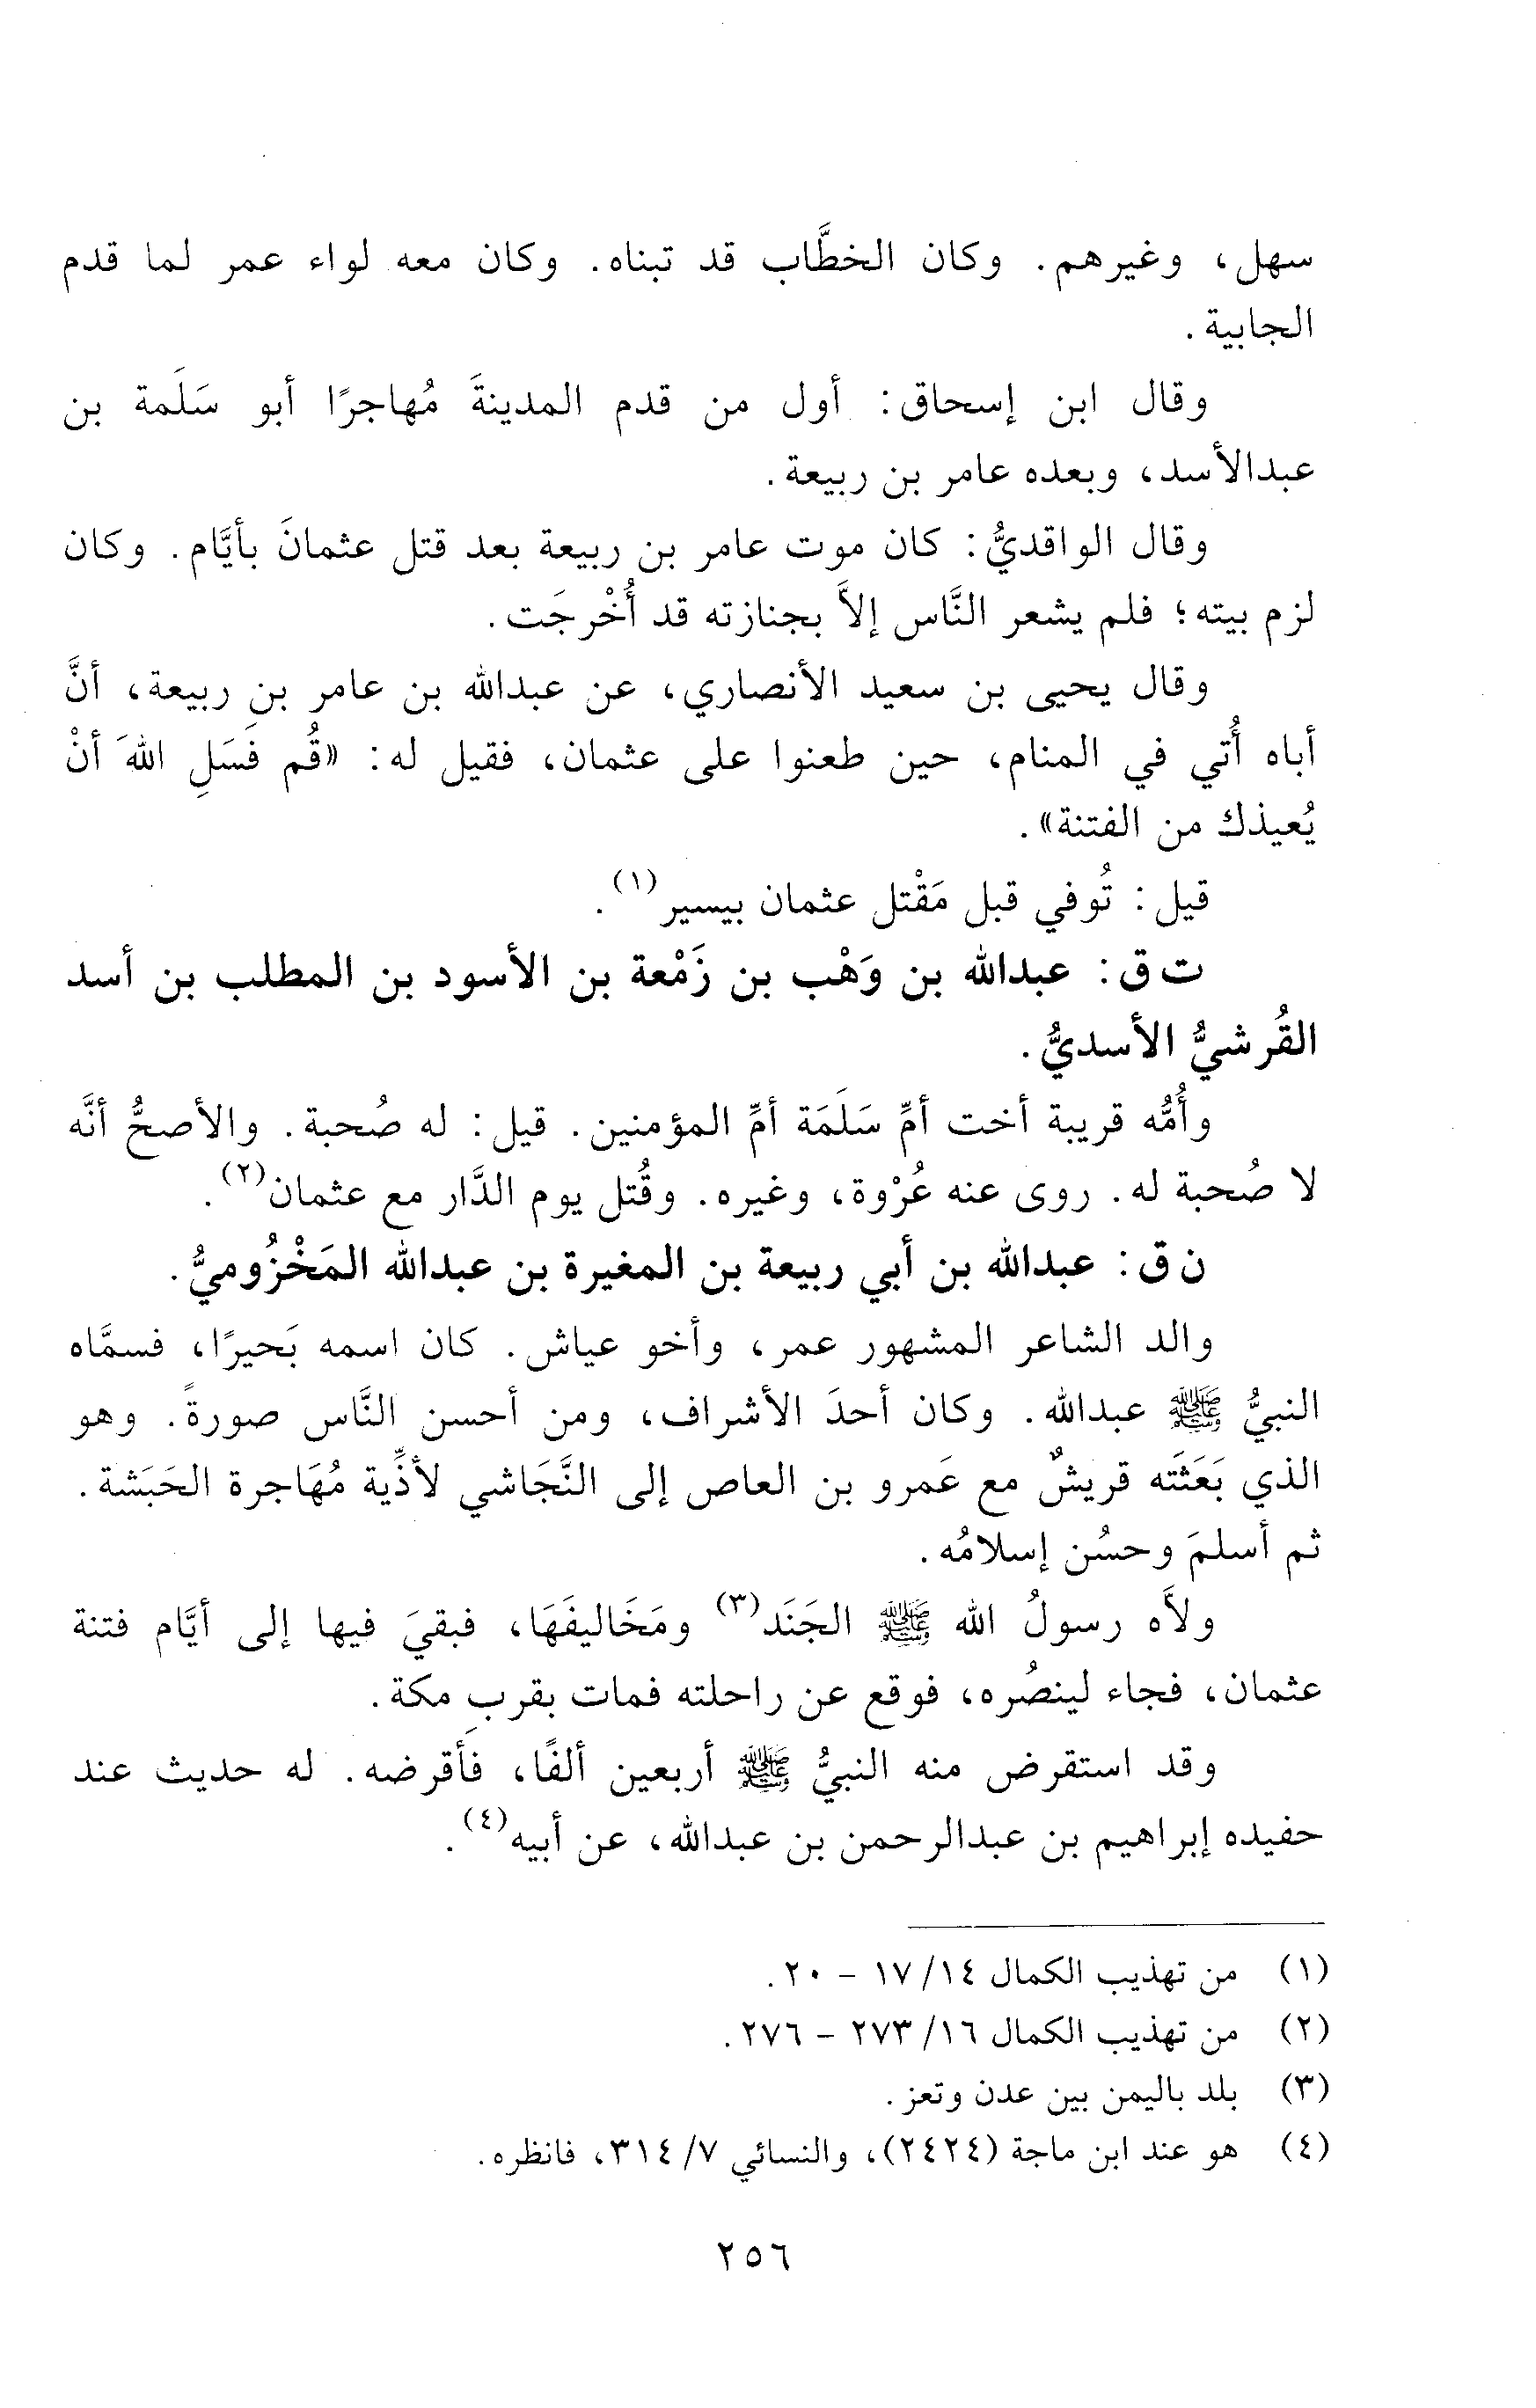 سهل، وغيرهم. وكان الخطَّاب قد تبناه. وكان معه لواء عمر لما قدم
الجابية.
وقال ابن إسحاق: أول من قدم المدينةَ مُهاجرًا أبو سَلَمة بن
عبدالأسد، وبعده عامر بن ربيعة.
وقال الواقديُّ: كان موت عامر بن ربيعة بعد قتل عثمانَ بأيَّام. وكان
لزم بيته؛ فلم يشعر النَّاس إلاَّ بجنازته قد أُخْرجَت.
وقال يحيى بن سعيد الأنصاري، عن عبدالله بن عامر بن ربيعة، أنَّ
أباه أُتي في المنام، حين طعنوا على عثمان، فقيل له: «قُم فَسَلِ اللهَ أنْ
يُعيذك من الفتنة».
قيل: تُوفي قبل مَقْتل عثمان بيسير(١).
ت ق: عبدالله بن وَهْب بن زَمْعة بن الأسود بن المطلب بن أسد
القُرشيُّ الأسديُّ.
وأُمُّه قريبة أخت أمِّ سَلَمَة أمِّ المؤمنين. قيل: له صُحبة. والأصحُّ أنَّه
لا صُحبة له. روى عنه عُرْوة، وغيره. وقُتل يوم الدَّار مع عثمان(٢).
ن ق: عبدالله بن أبي ربيعة بن المغيرة بن عبدالله المَخْزُوميُّ.
والد الشاعر المشهور عمر، وأخو عياش. كان اسمه بَحيرًا، فسمَّاه
النبيُّ ﷺ عبدالله. وكان أحدَ الأشراف، ومن أحسن النَّاس صورةً. وهو
الذي بَعَثَته قريشٌ مع عَمرو بن العاص إلى النَّجَاشي لأذِّية مُهَاجرة الحَبَشة.
ثم أسلمَ وحسُن إسلامُه.
ولاَّه رسولُ الله ﷺ الجَنَد(٣) ومَخَاليفَهَا، فبقيَ فيها إلى أيَّام فتنة
عثمان، فجاء لينصُره، فوقع عن راحلته فمات بقربِ مكة.
وقد استقرض منه النبيُّ ﷺ أربعين ألفًا، فَأقرضه. له حديث عند
حفيده إبراهيم بن عبدالرحمن بن عبدالله، عن أبيه(٤).
(١) من تهذيب الكمال ١٤/ ١٧ – ٢٠.
(٢) من تهذيب الكمال ١٦/ ٢٧٣ – ٢٧٦.
(٣) بلد باليمن بين عدن وتعز.
(٤) هو عند ابن ماجة (٢٤٢٤)، والنسائي ٧/ ٣١٤، فانظره.
٢٥٦